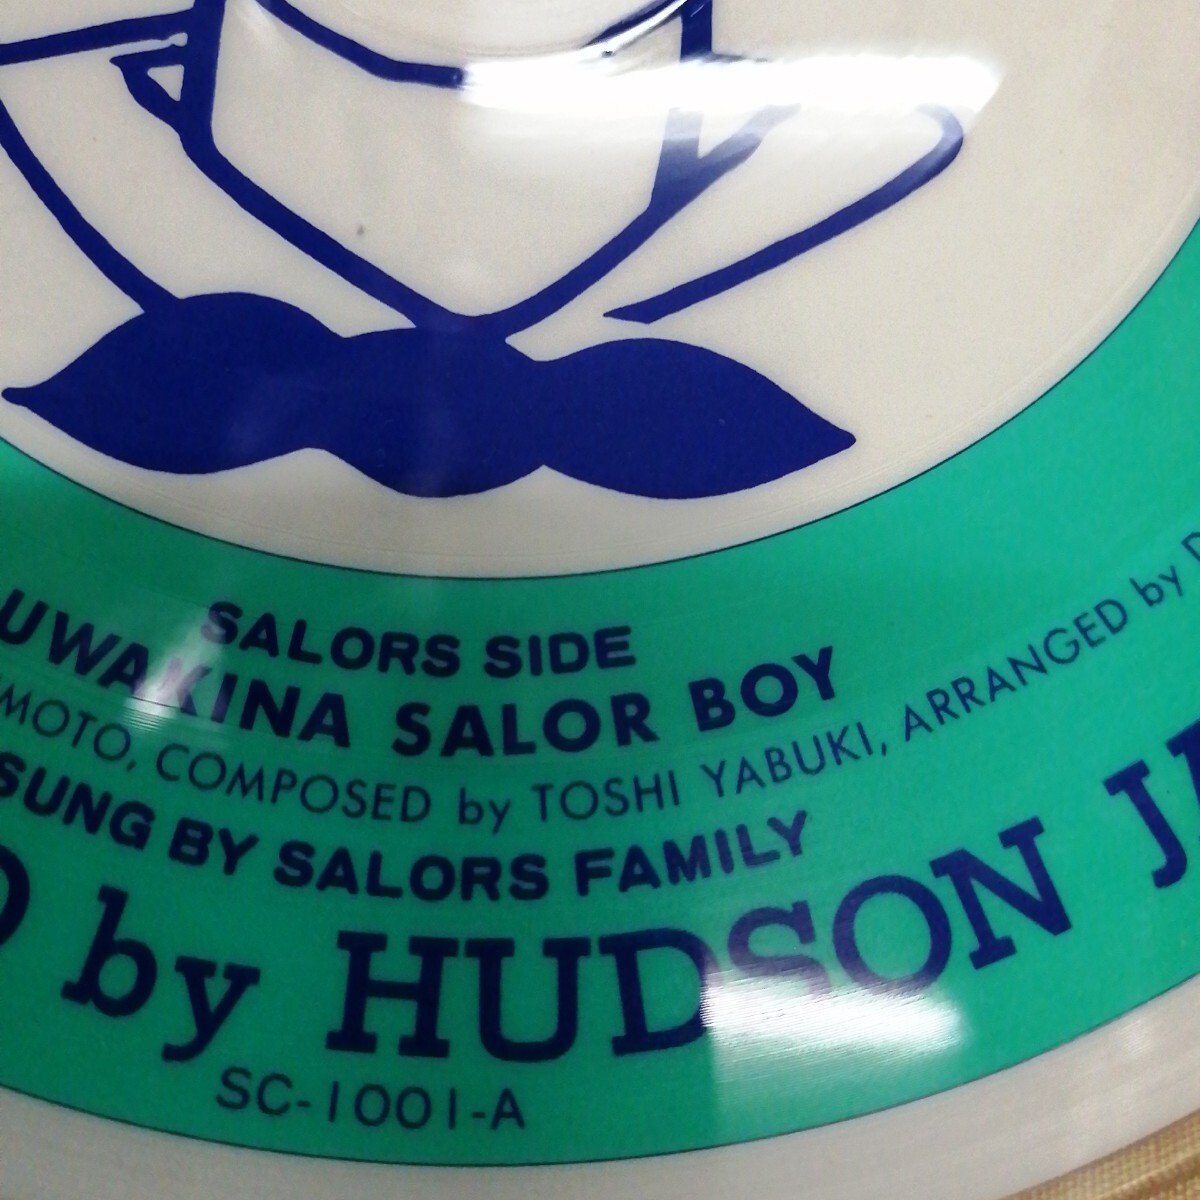 SALORS SIDE
UWAKINA SALOR BOY
MOTO, COMPOSED by TOSHI YABUKI, ARRANGED by
SUNG BY SALORS FAMILY
by HUDSON
SC-1001-A